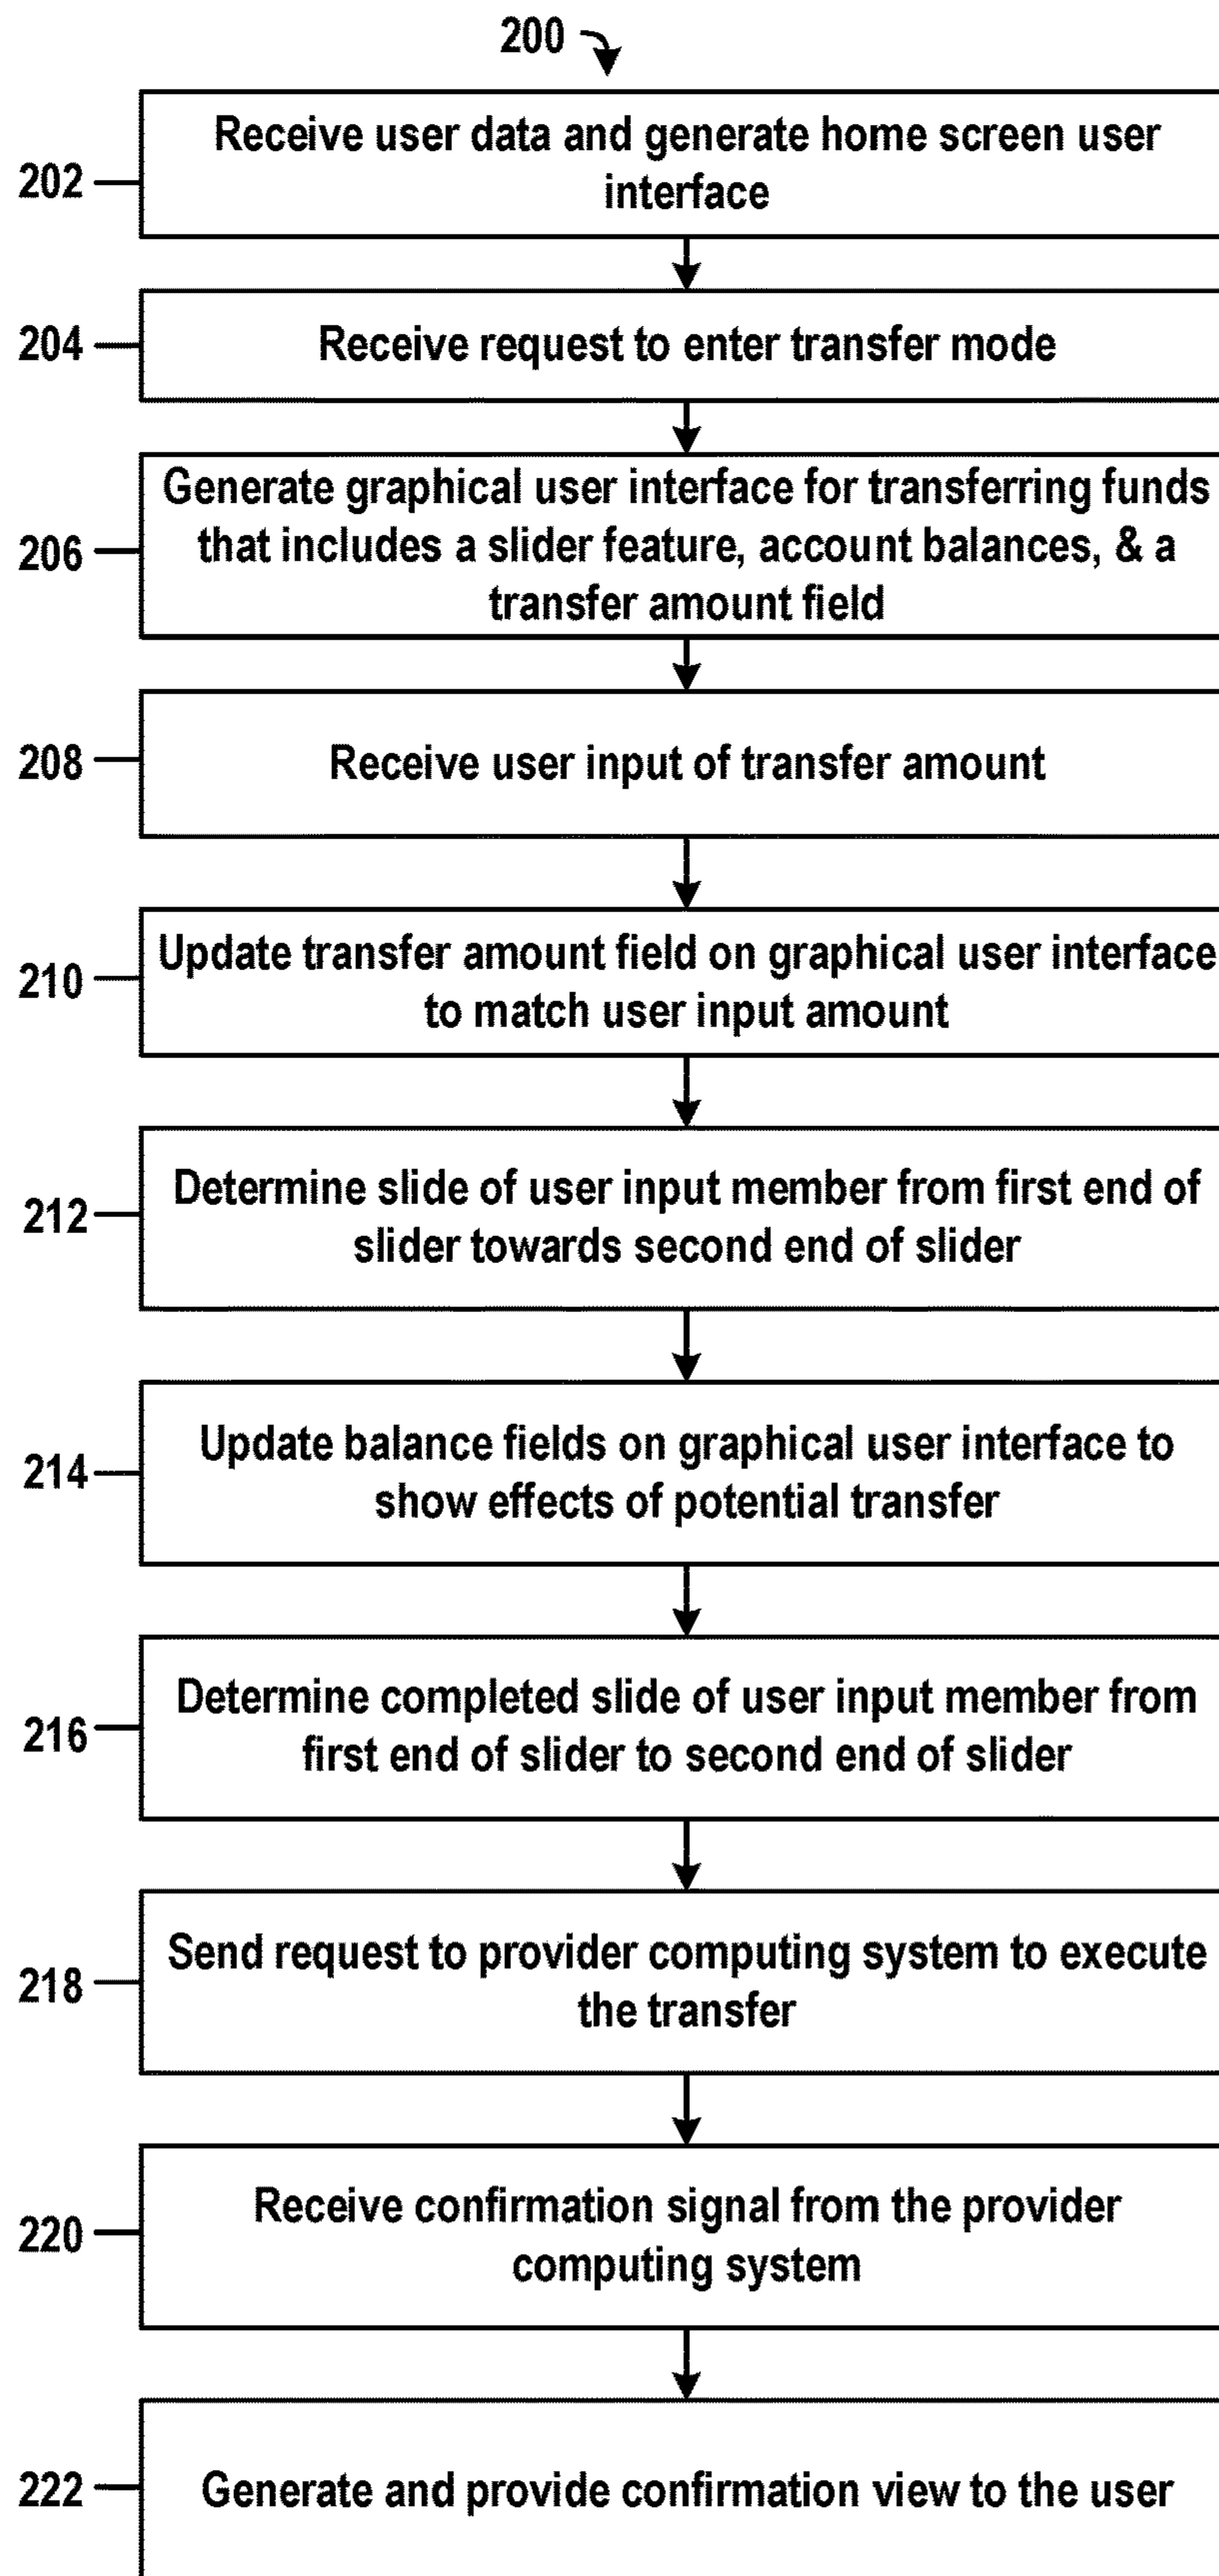 200
202
Receive user data and generate home screen user
interface
204
Receive request to enter transfer mode
206
Generate graphical user interface for transferring funds
that includes a slider feature, account balances, & a
transfer amount field
208
Receive user input of transfer amount
210
Update transfer amount field on graphical user interface
to match user input amount
212
Determine slide of user input member from first end of
slider towards second end of slider
214
Update balance fields on graphical user interface to
show effects of potential transfer
216
Determine completed slide of user input member from
first end of slider to second end of slider
218
Send request to provider computing system to execute
the transfer
220
Receive confirmation signal from the provider
computing system
222
Generate and provide confirmation view to the user